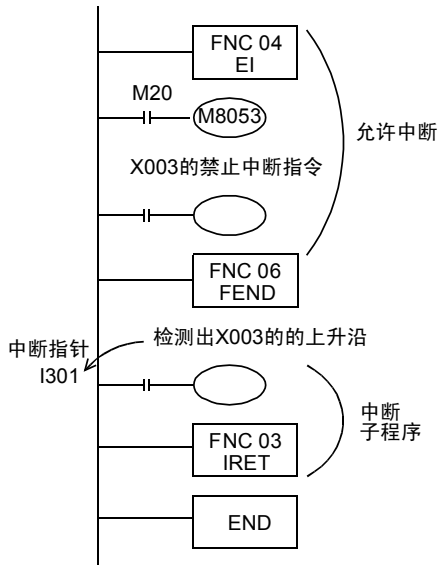 FNC 04
EI
M20
M8053
允许中断
X003的禁止中断指令
FNC 06
FEND
检测出X003的的上升沿
中断指针
I301
中断
子程序
FNC 03
IRET
END